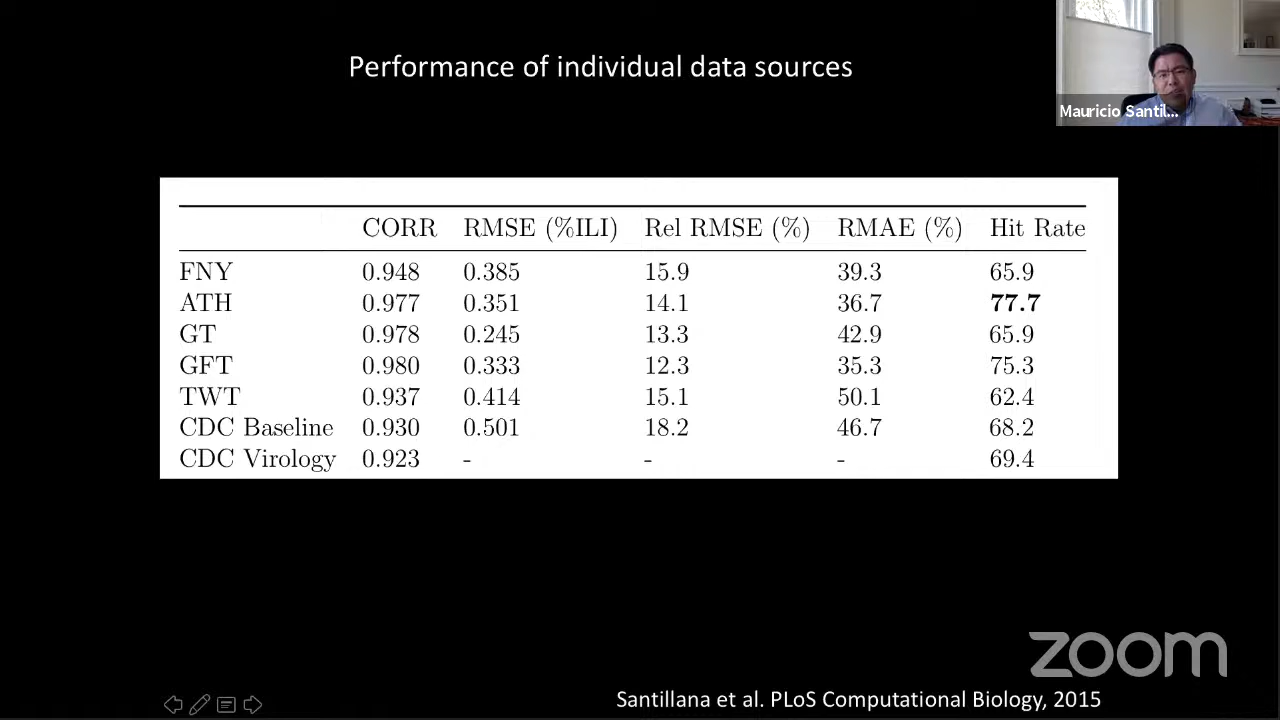 Performance of individual data sources
Mauricio Santil...
CORR RMSE (%ILI) Rel RMSE (%) RMAE (%) Hit Rate
FNY 0.948 0.385 15.9 39.3 65.9
ATH 0.977 0.351 14.1 36.7 77.7
GT 0.978 0.245 13.3 42.9 65.9
GFT 0.980 0.333 12.3 35.3 75.3
TWT 0.937 0.414 15.1 50.1 62.4
CDC Baseline 0.930 0.501 18.2 46.7 68.2
CDC Virology 0.923 - - - 69.4
zoom
Santillana et al. PLoS Computational Biology, 2015